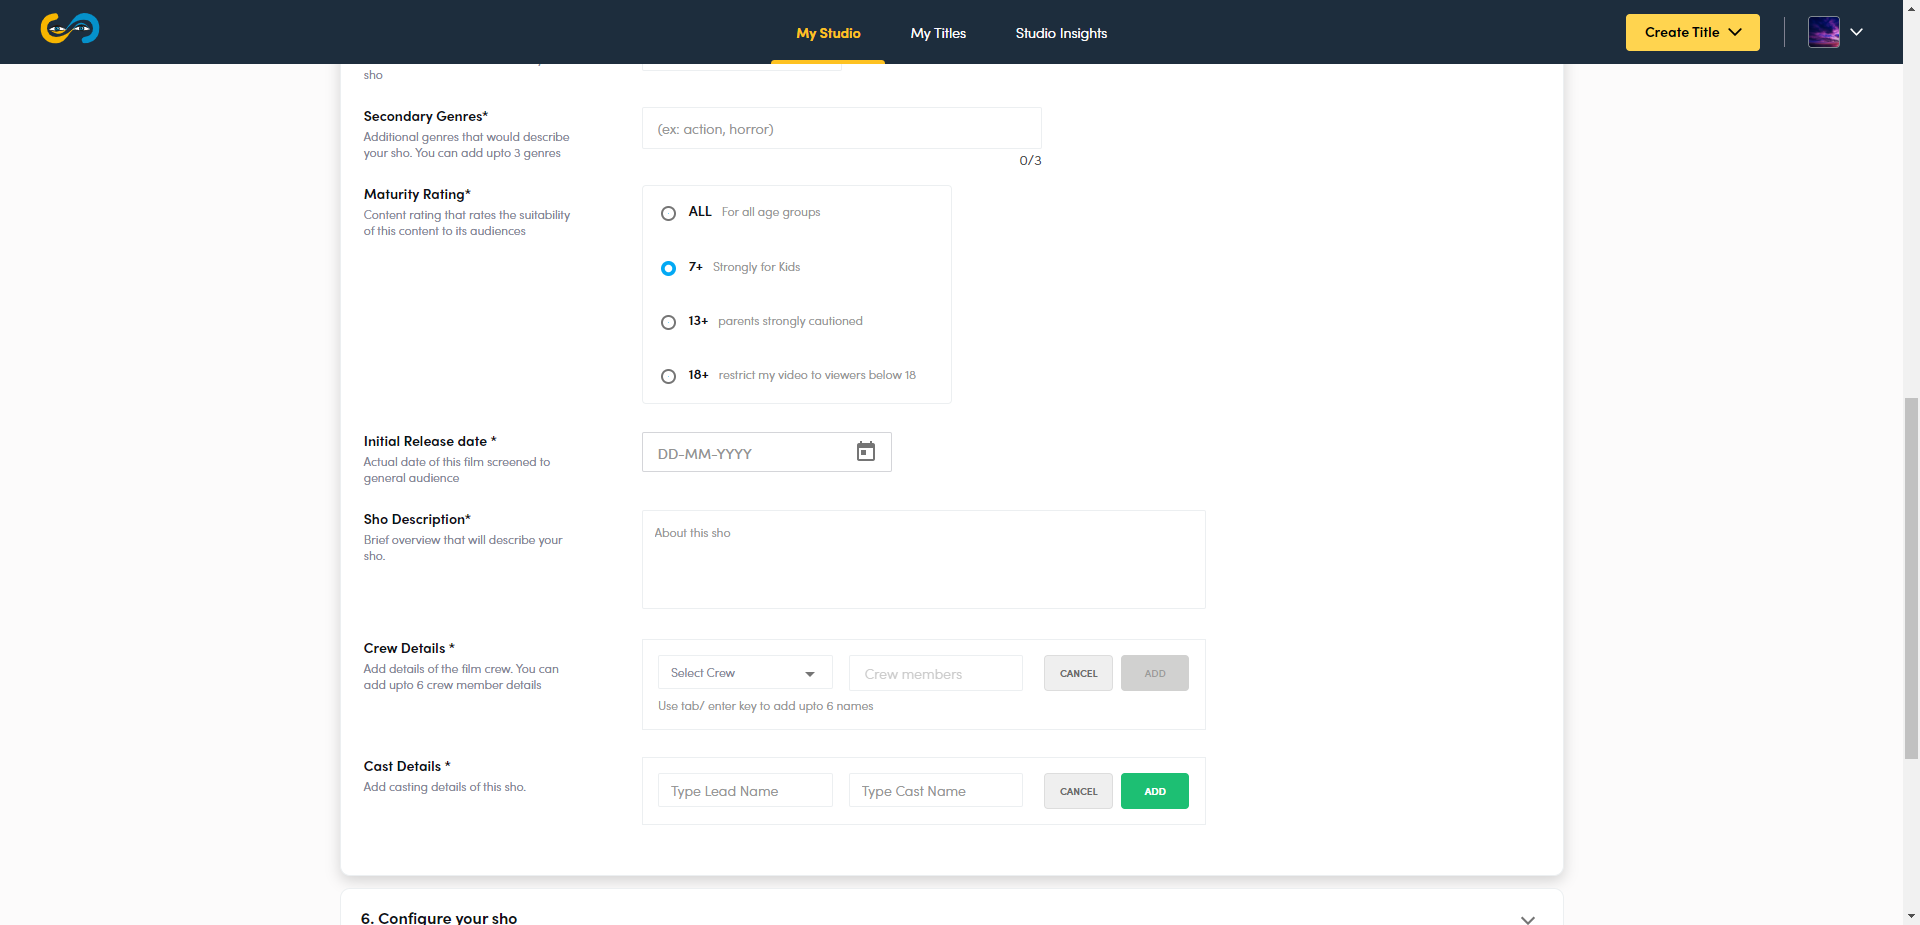 My Studio
My Titles
Studio Insights
Create Title
sho
Secondary Genres*
Additional genres that would describe
your sho. You can add upto 3 genres
(ex: action, horror)
0/3
Maturity Rating*
Content rating that rates the suitability
of this content to its audiences
ALL For all age groups
7+ Strongly for Kids
13+ parents strongly cautioned
18+ restrict my video to viewers below 18
Initial Release date *
Actual date of this film screened to
general audience
DD-MM-YYYY
Sho Description*
Brief overview that will describe your
sho.
About this sho
Crew Details *
Add details of the film crew. You can
add upto 6 crew member details
Select Crew
Crew members
CANCEL
ADD
Use tab/ enter key to add upto 6 names
Cast Details *
Add casting details of this sho.
Type Lead Name
Type Cast Name
CANCEL
ADD
6. Configure your sho